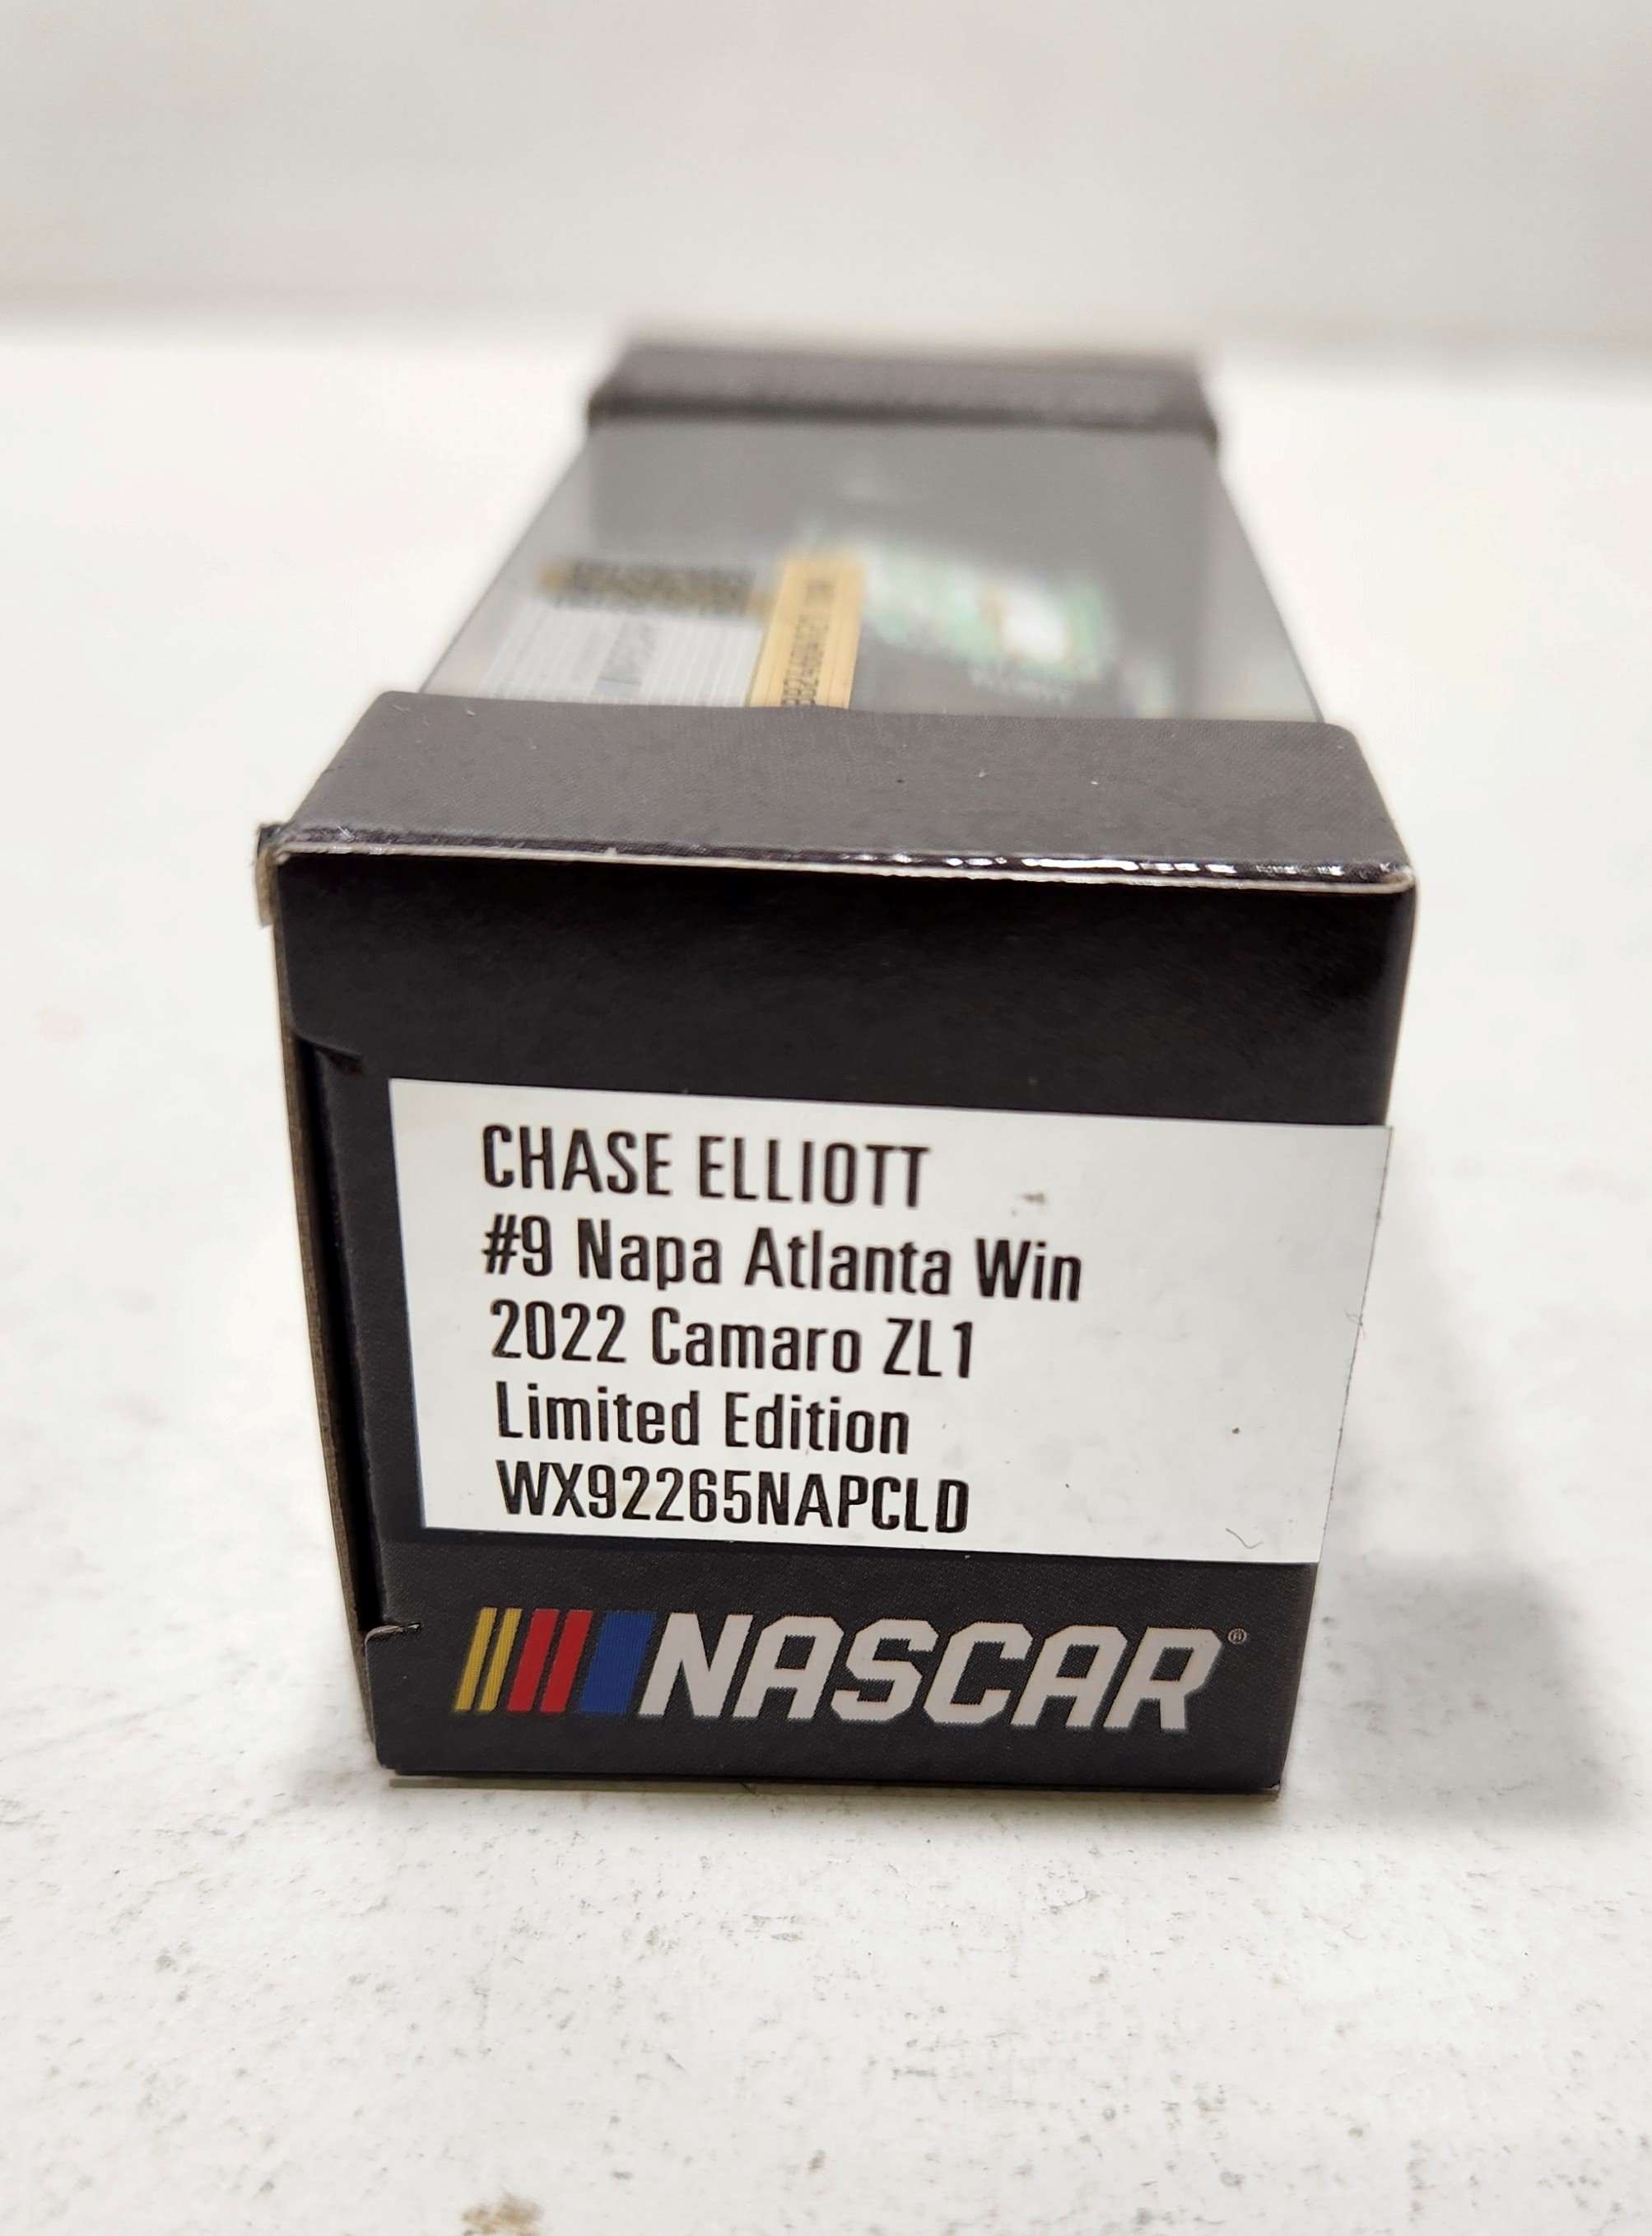 CHASE ELLIOTT
#9 Napa Atlanta Win
2022 Camaro ZL1
Limited Edition
WX92265NAPCLD
NASCAR®